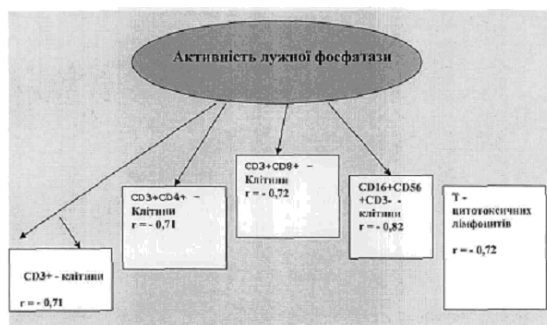 Активність лужної фосфатази
CD3+CD8+ –
Клітини
r = - 0,72
CD3+CD4+ –
Клітини
r = - 0,71
CD16+CD56
+CD3- -
клітини
r = - 0,82
Т -
цитотоксичних
лімфоцитів
r = - 0,72
CD3+ - клітини
r = - 0,71